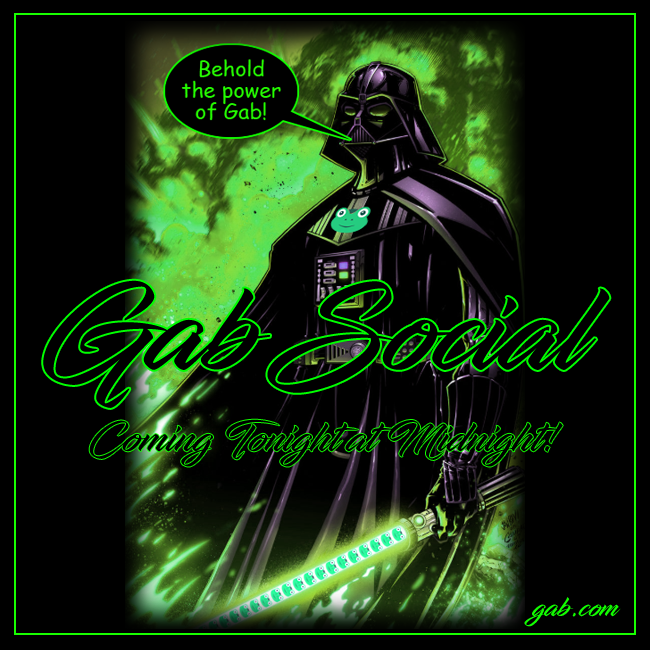 Behold
the power
of Gab!
Gab Social
Coming Tonight at Midnight!
gab.com